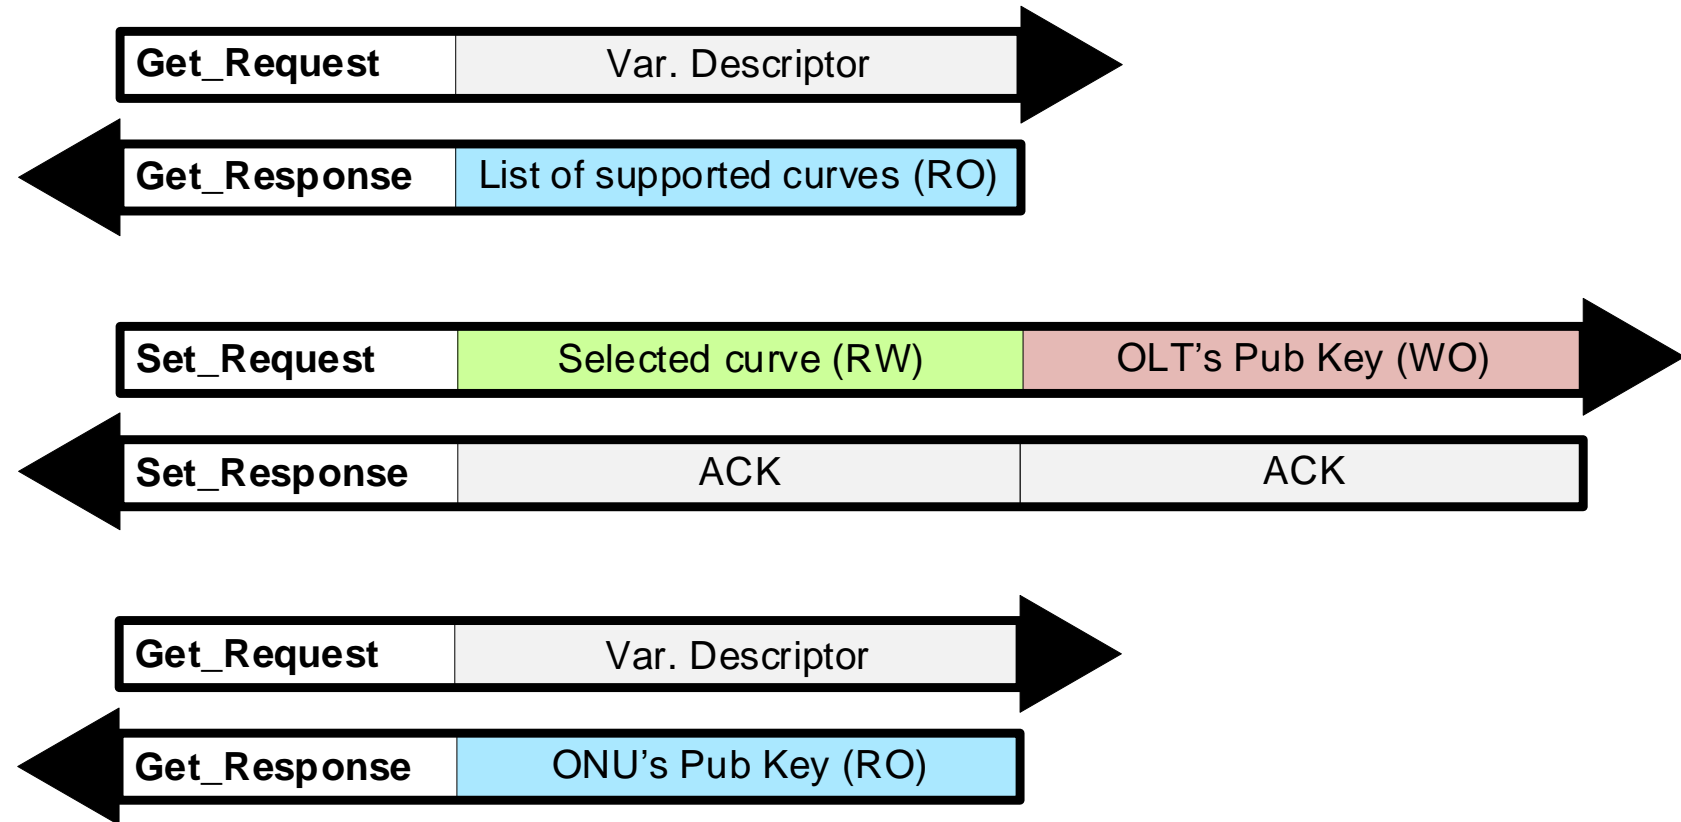 Get_Request Var. Descriptor
Get_Response List of supported curves (RO)
Set_Request Selected curve (RW) OLT’s Pub Key (WO)
Set_Response ACK ACK
Get_Request Var. Descriptor
Get_Response ONU’s Pub Key (RO)